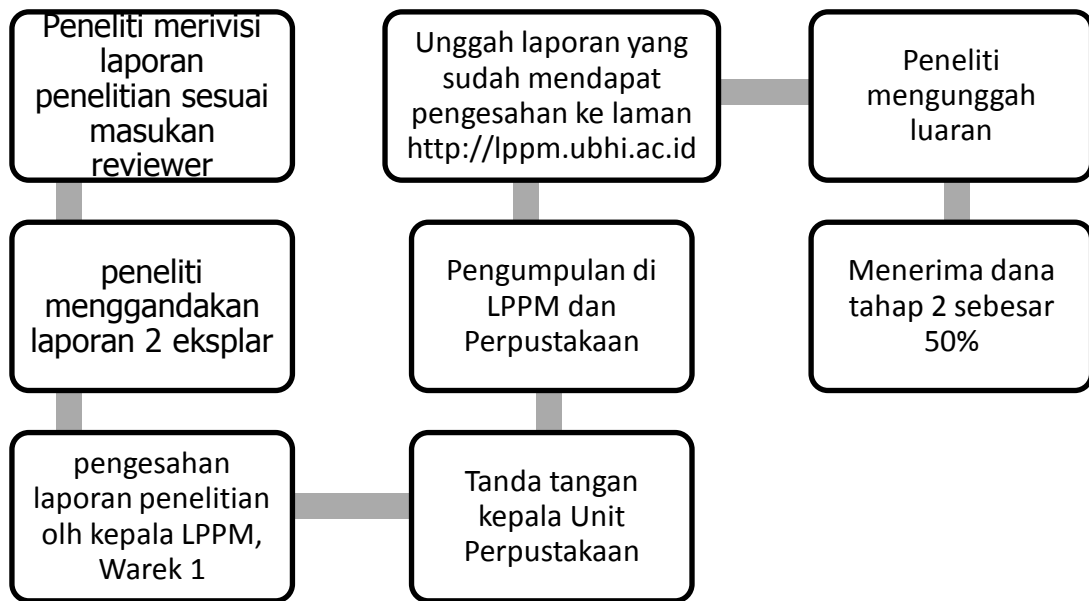 Peneliti merivisi
laporan
penelitian sesuai
masukan
reviewer
peneliti
menggandakan
laporan 2 eksplar
pengesahan
laporan penelitian
olh kepala LPPM,
Warek 1
Tanda tangan
kepala Unit
Perpustakaan
Pengumpulan di
LPPM dan
Perpustakaan
Unggah laporan yang
sudah mendapat
pengesahan ke laman
http://lppm.ubhi.ac.id
Peneliti
mengunggah
luaran
Menerima dana
tahap 2 sebesar
50%